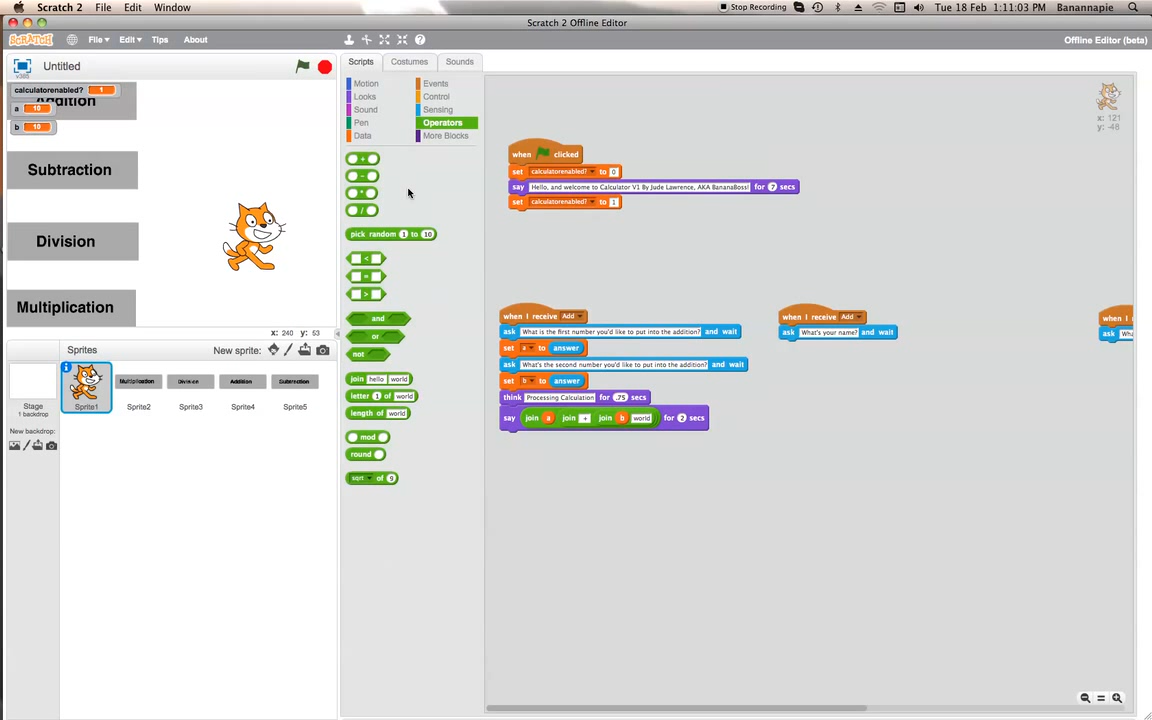 Scratch 2 File Edit Window Stop Recording Tue 18 Feb 1:11:03 PM Banannapie
Scratch 2 Offline Editor
SCRATCH File Edit Tips About Offline Editor (beta)
Untitled
v385
Scripts Costumes Sounds
calculatorenabled? 1
Addition
a 10
b 10
Subtraction
Division
Multiplication
x: 240 y: 53
Motion Events
Looks Control
Sound Sensing
Pen Operators
Data More Blocks
+
-
*
/
pick random 1 to 10
<
=
>
and
or
not
join hello world
letter 1 of world
length of world
mod
round
sqrt of 9
x: 121
y: -48
when clicked
set calculatorenabled? to 0
say Hello, and welcome to Calculator V1 By Jude Lawrence, AKA BananaBoss! for 7 secs
set calculatorenabled? to 1
when I receive Add
ask What is the first number you'd like to put into the addition? and wait
set a to answer
ask What's the second number you'd like to put into the addition? and wait
set b to answer
think Processing Calculation for .75 secs
say join a join + join b world for 2 secs
when I receive Add
ask What's your name? and wait
when I
ask
Sprites New sprite:
Stage
1 backdrop
New backdrop:
Sprite1
Multiplication
Sprite2
Division
Sprite3
Addition
Sprite4
Subtraction
Sprite5